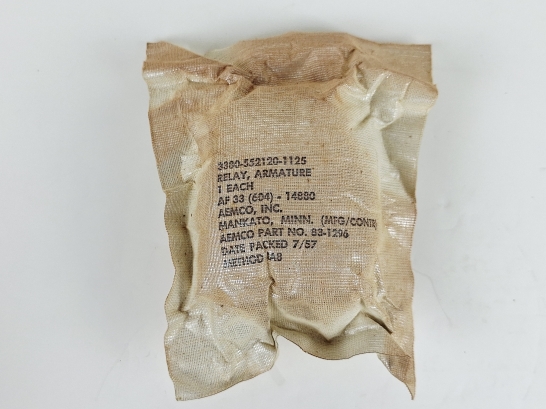 3300-552120-1125
RELAY, ARMATURE
1 EACH
AF 33 (604) - 14880
AEMCO, INC.
MANKATO, MINN. (MFG/CONTR)
AEMCO PART NO. 83-1296
DATE PACKED 7/57
METHOD IA8